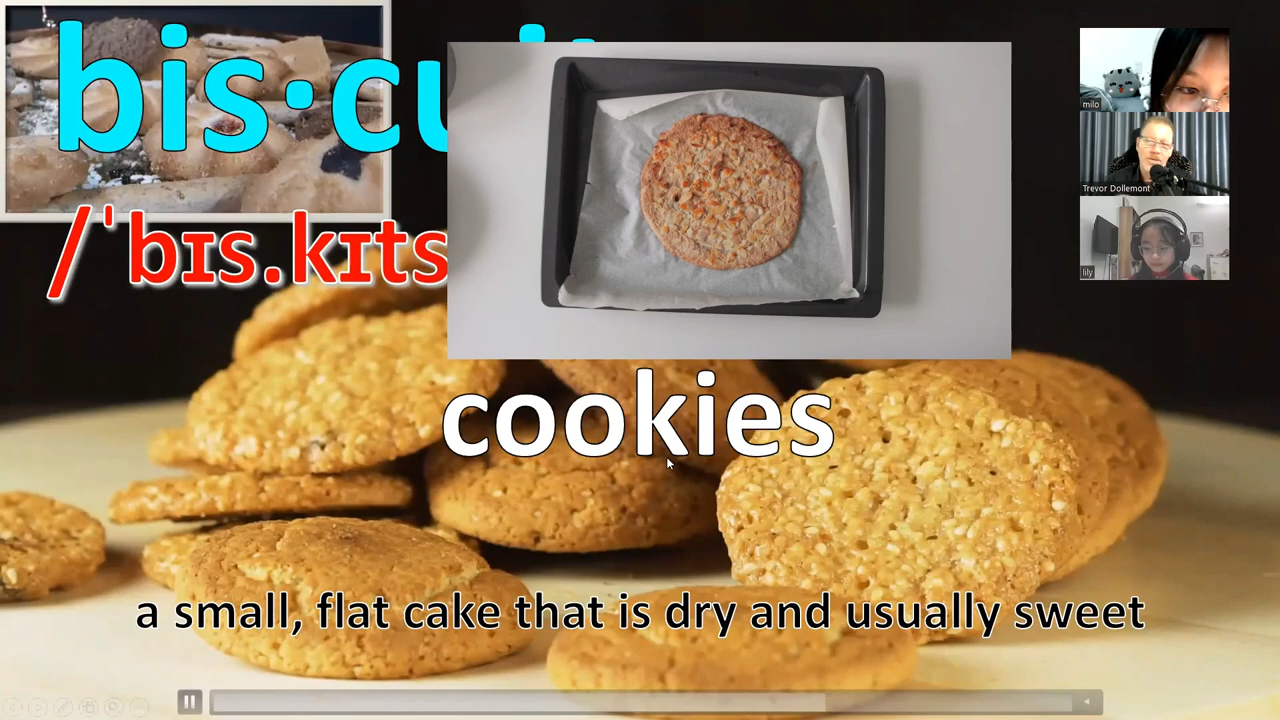 bis·cu
/ˈbɪs.kɪts
milo
Trevor Dollemont
lily
cookies
a small, flat cake that is dry and usually sweet